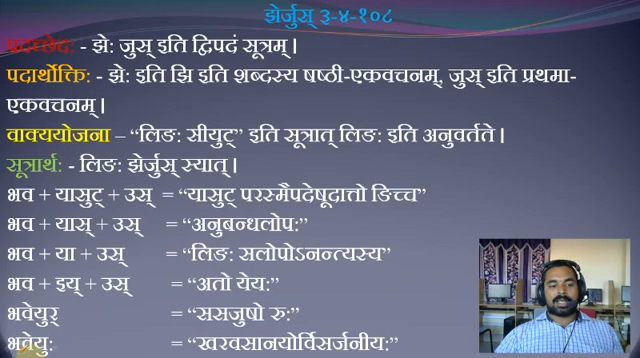 झेर्जुस् ३-४-१०८
पदच्छेद: - झे: जुस् इति द्विपदं सूत्रम् ।
पदार्थोक्ति: - झे: इति झि इति शब्दस्य षष्ठी-एकवचनम्, जुस् इति प्रथमा-
एकवचनम् ।
वाक्ययोजना – “लिङ: सीयुट्” इति सूत्रात् लिङ: इति अनुवर्तते ।
सूत्रार्थ: - लिङ: झेर्जुस् स्यात् ।
भव + यासुट् + उस् = “यासुट् परस्मैपदेषूदात्तो ङिच्च”
भव + यास् + उस् = “अनुबन्धलोप:”
भव + या + उस् = “लिङ: सलोपोऽनन्त्यस्य”
भव + इय् + उस् = “अतो येय:”
भवेयुर् = “ससजुषो रु:”
भवेयु: = “खरवसानयोर्विसर्जनीय:”